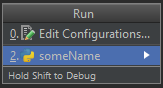 Run
0. Edit Configurations...
2. someName
Hold Shift to Debug